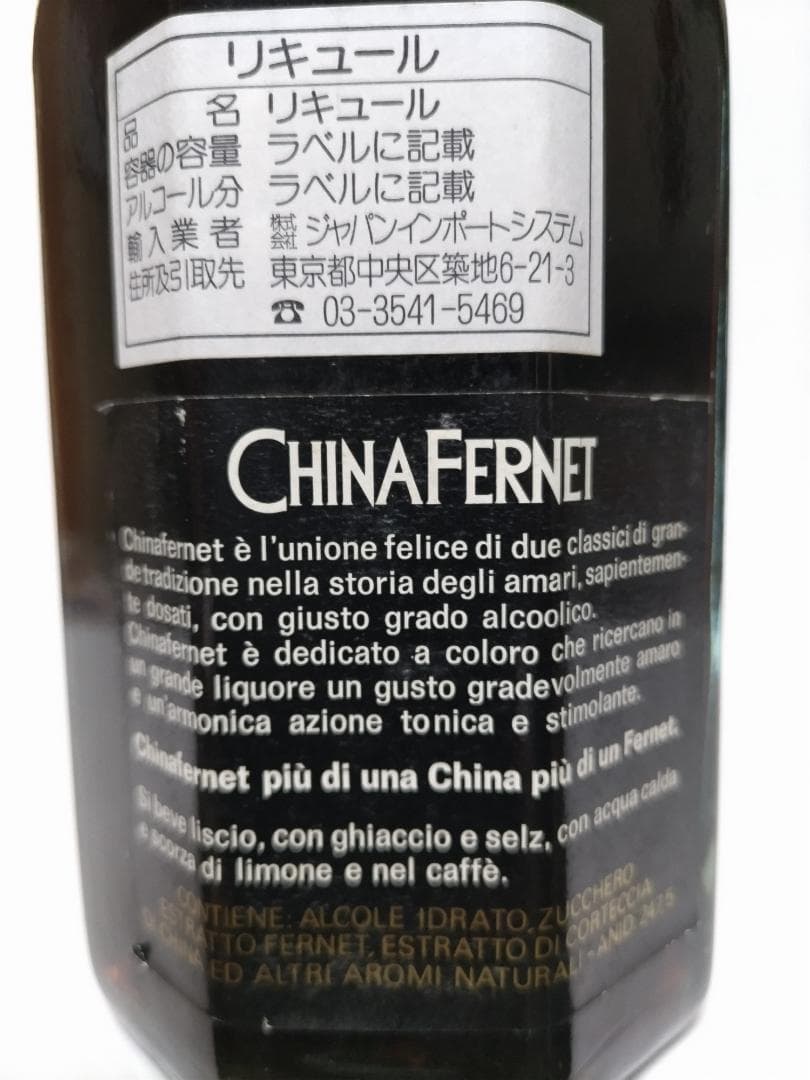 リキュール
品名 リキュール
容器の容量 ラベルに記載
アルコール分 ラベルに記載
輸入業者 株式会社 ジャパンインポートシステム
住所及引取先 東京都中央区築地6-21-3
☎ 03-3541-5469
CHINAFERNET
Chinafernet è l'unione felice di due classici di gran-
de tradizione nella storia degli amari, sapientemen-
te dosati, con giusto grado alcoolico.
Chinafernet è dedicato a coloro che ricercano in
un grande liquore un gusto gradevolmente amaro
e un'armonica azione tonica e stimolante.
Chinafernet più di una China più di un Fernet.
Si beve liscio, con ghiaccio e selz, con acqua calda
e scorza di limone e nel caffè.
CONTIENE: ALCOLE IDRATO, ZUCCHERO
ESTRATTO FERNET, ESTRATTO DI CORTECCIA
DI CHINA ED ALTRI AROMI NATURALI - ANID.